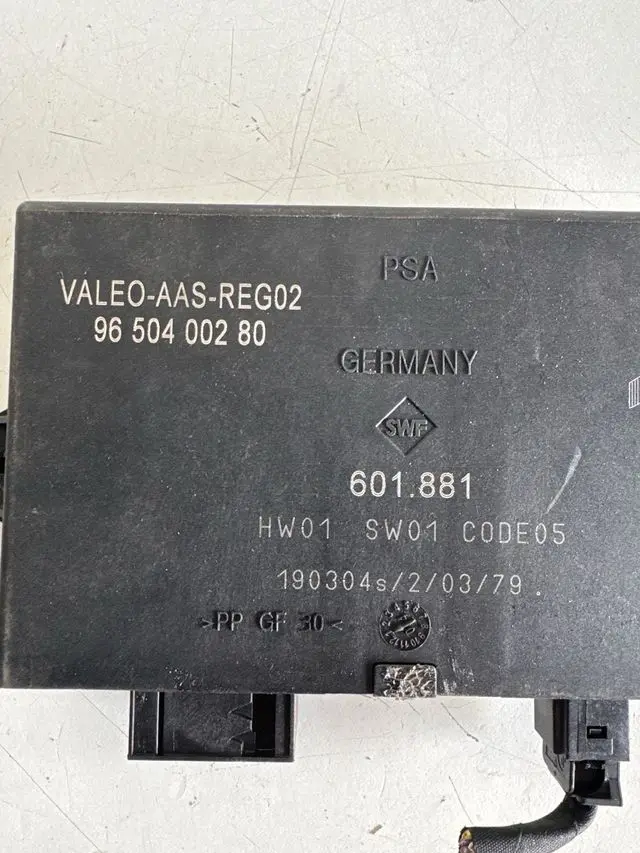 PSA
VALEO-AAS-REG02
96 504 002 80
GERMANY
SWF
601.881
HW01 SW01 CODE05
190304s/2/03/79.
>PP GF 30<